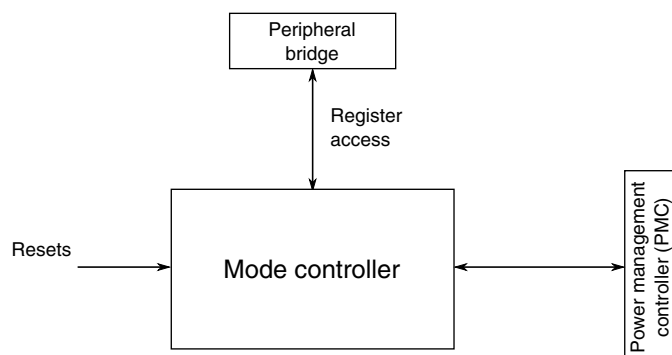 Peripheral
bridge
Register
access
Resets
Mode controller
Power management
controller (PMC)